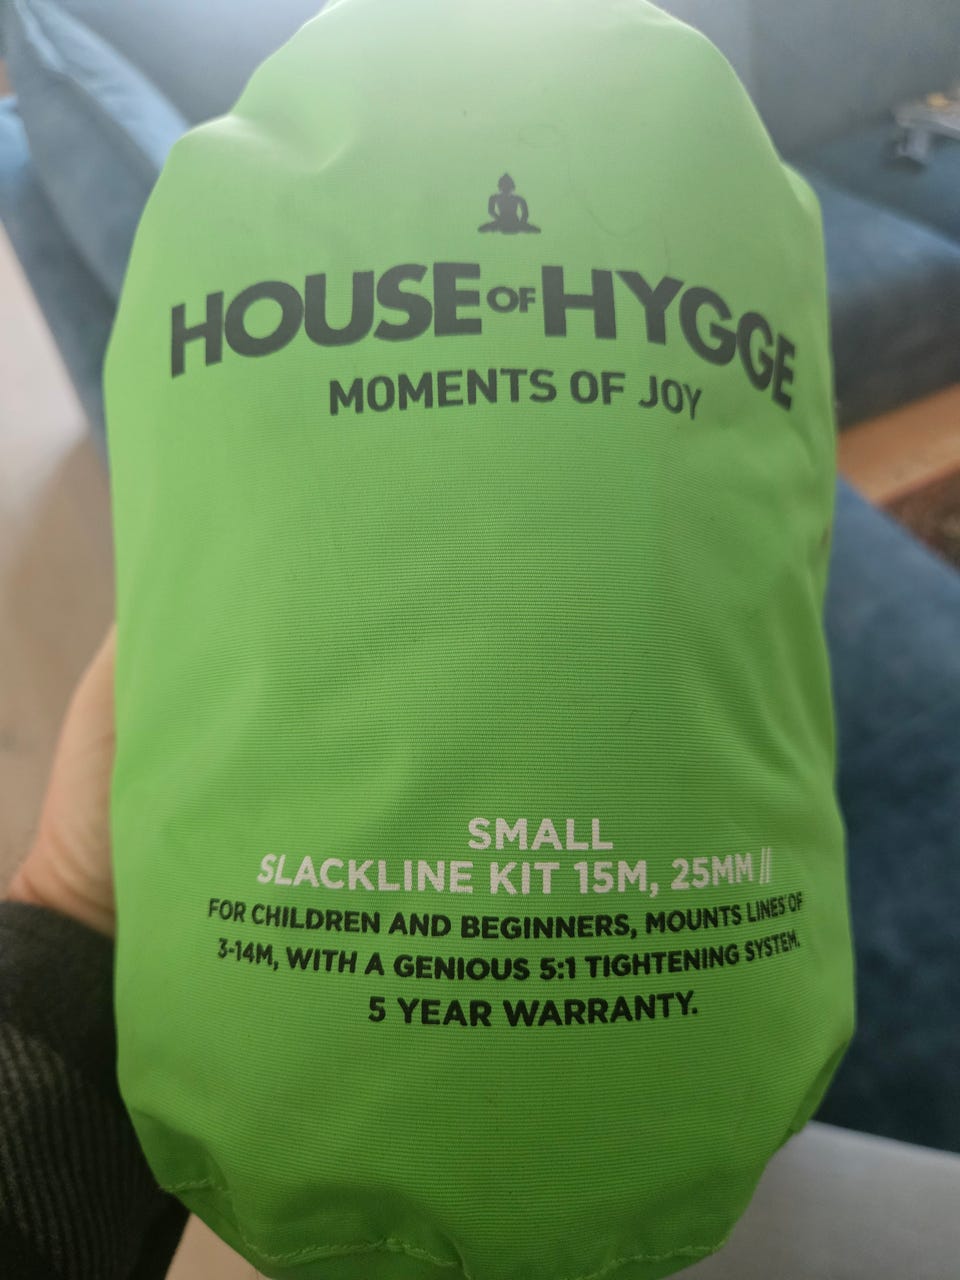 HOUSE OF HYGGE
MOMENTS OF JOY
SMALL
SLACKLINE KIT 15M, 25MM //
FOR CHILDREN AND BEGINNERS, MOUNTS LINES OF
3-14M, WITH A GENIOUS 5:1 TIGHTENING SYSTEM.
5 YEAR WARRANTY.